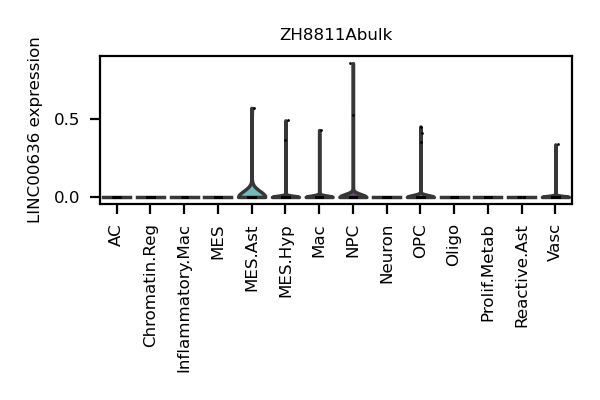 ZH8811Abulk
LINC00636 expression
0.5
0.0
AC
Chromatin.Reg
Inflammatory.Mac
MES
MES.Ast
MES.Hyp
Mac
NPC
Neuron
OPC
Oligo
Prolif.Metab
Reactive.Ast
Vasc